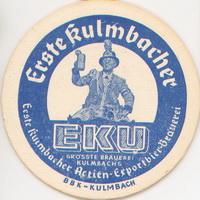 Erste Kulmbacher
EKU
GRÖSSTE BRAUEREI
KULMBACHS
Erste Kulmbacher Actien-Exportbier-Brauerei
BBK-KULMBACH